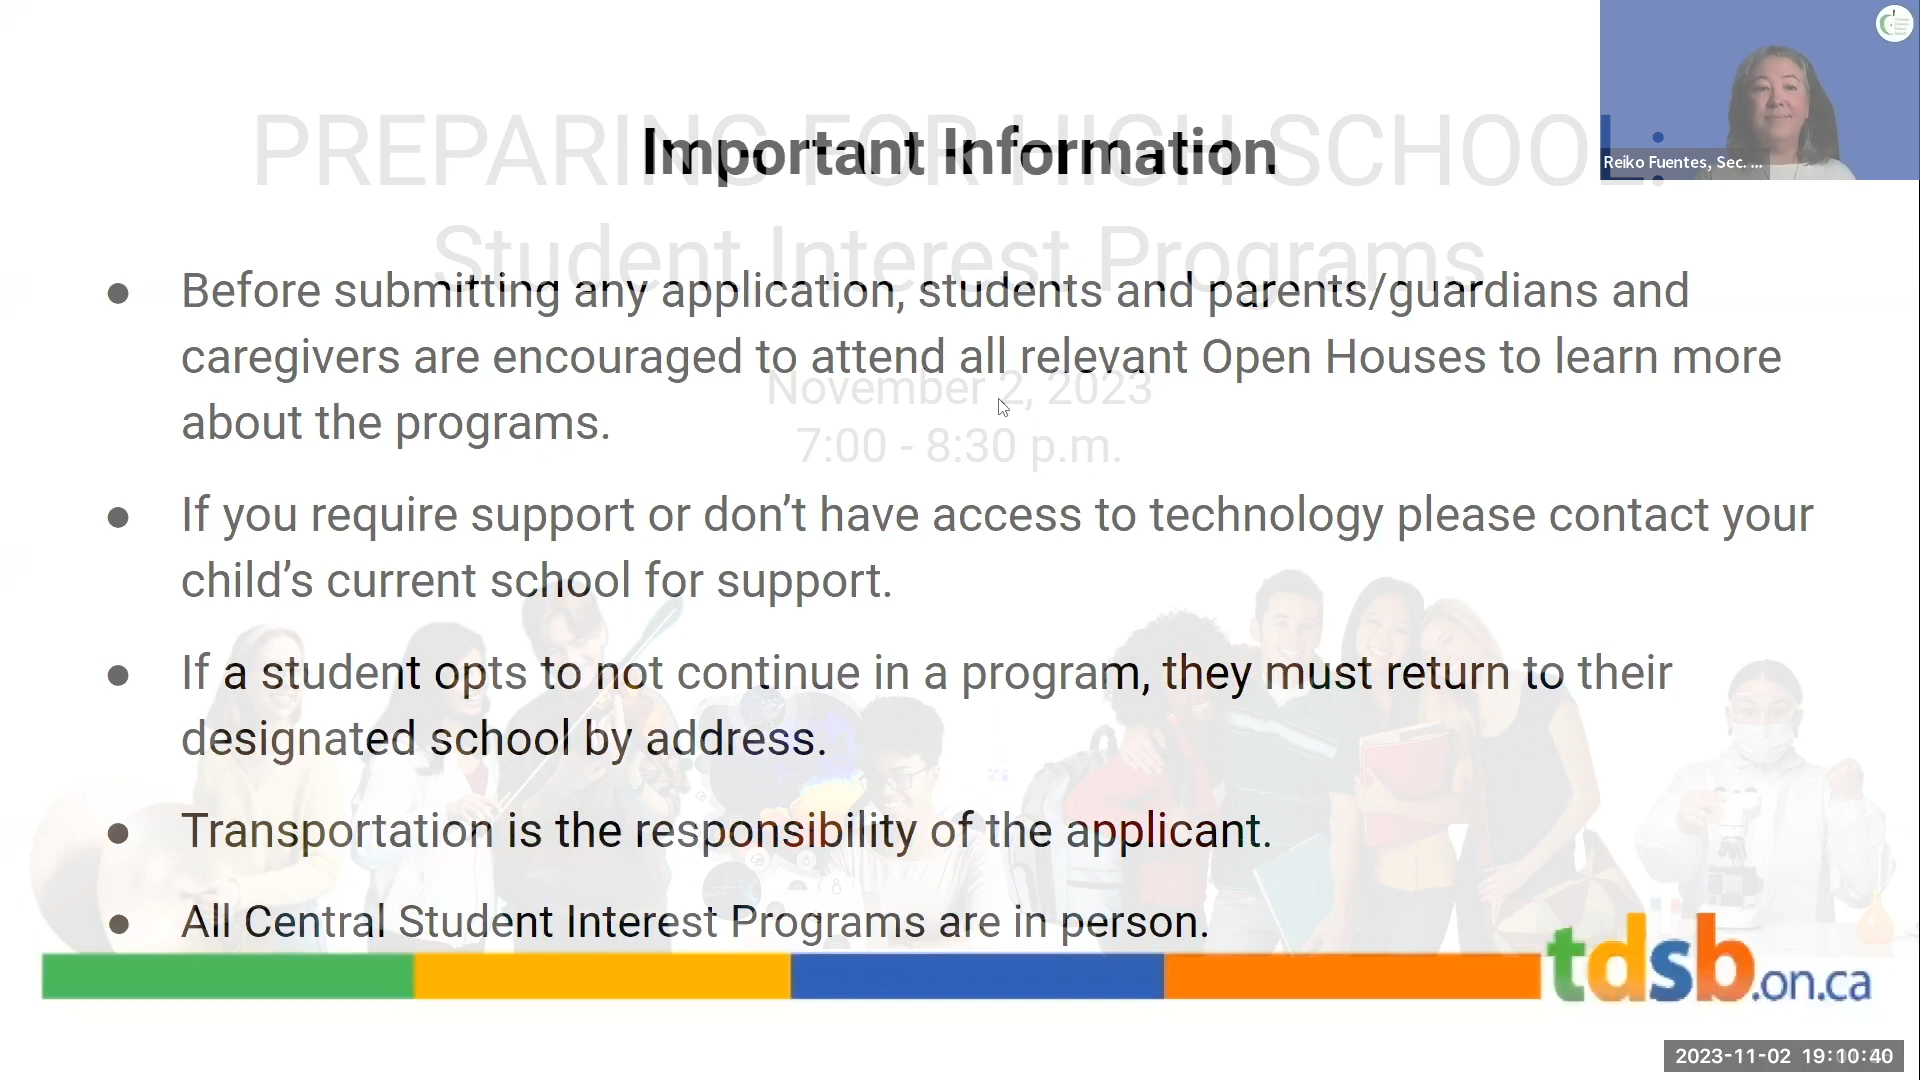 PREPARING FOR HIGH SCHOOL:
Important Information
Reiko Fuentes, Sec. ...
Student Interest Programs
● Before submitting any application, students and parents/guardians and
caregivers are encouraged to attend all relevant Open Houses to learn more
November 2, 2023
about the programs.
7:00 - 8:30 p.m.
● If you require support or don’t have access to technology please contact your
child’s current school for support.
● If a student opts to not continue in a program, they must return to their
designated school by address.
● Transportation is the responsibility of the applicant.
● All Central Student Interest Programs are in person.
tdsb.on.ca
2023-11-02 19:10:40